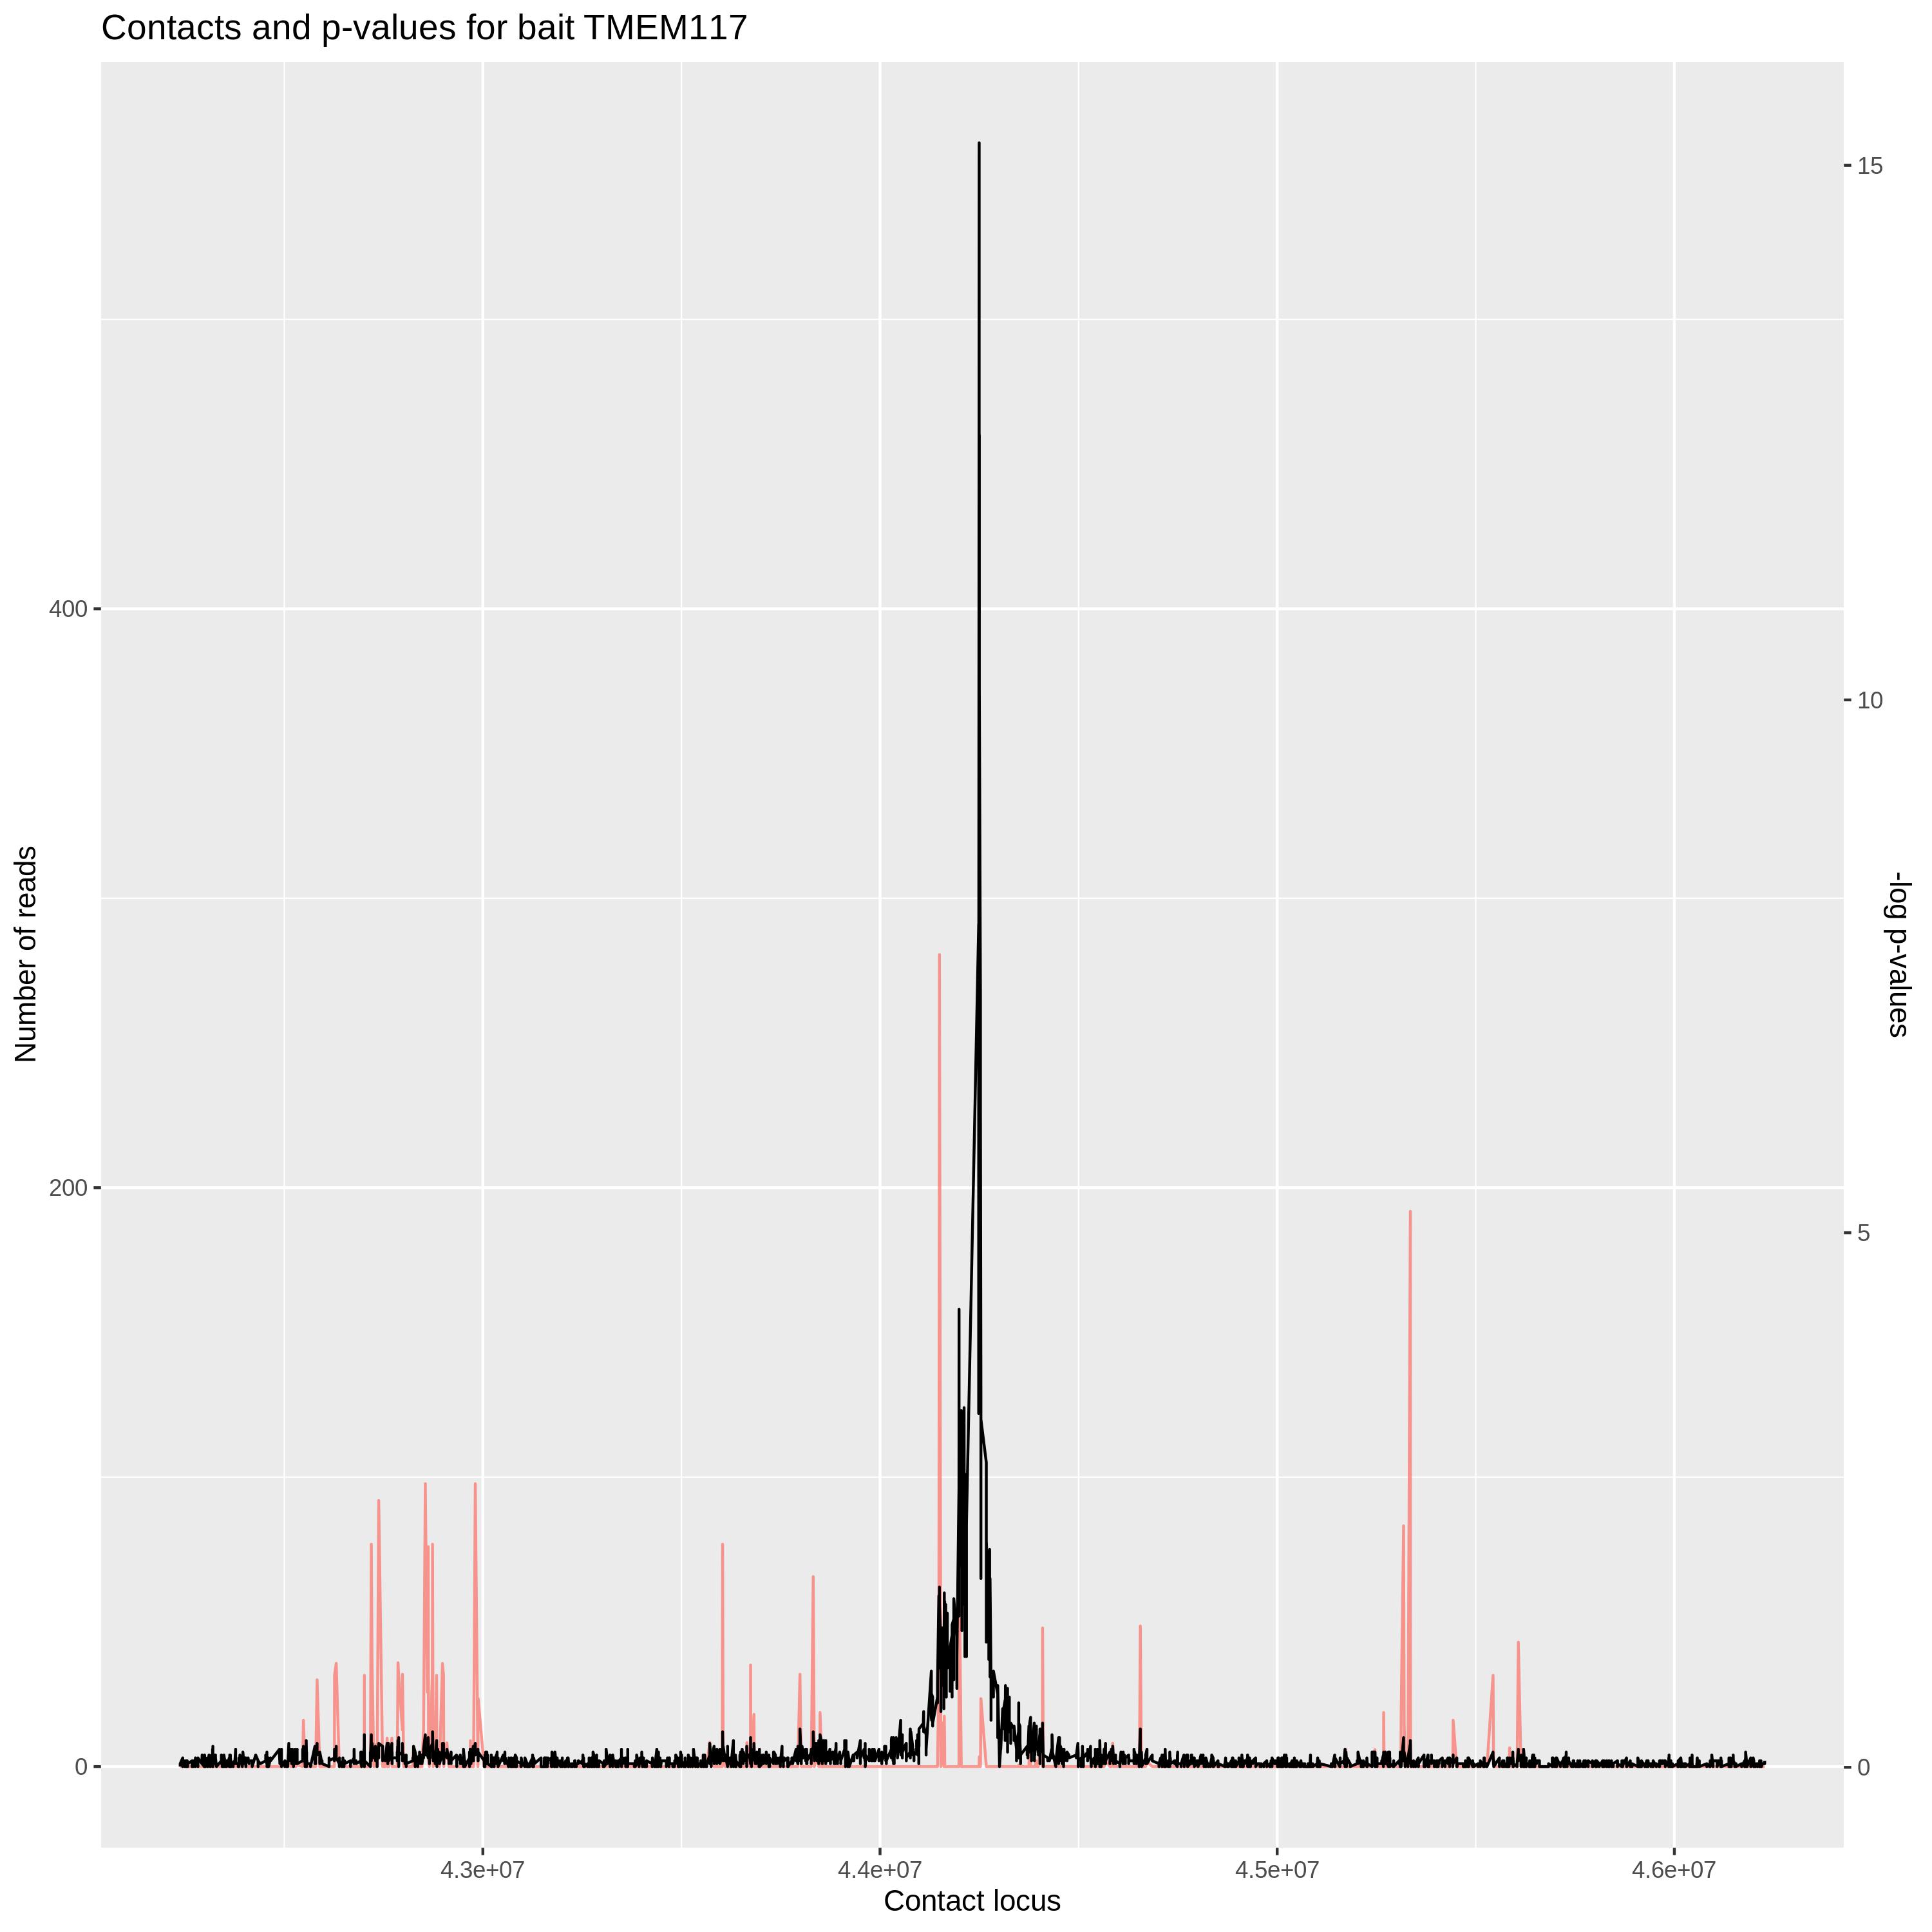 Contacts and p-values for bait TMEM117
Number of reads
400
200
0
15
10
5
0
-log p-values
4.3e+07
4.4e+07
4.5e+07
4.6e+07
Contact locus